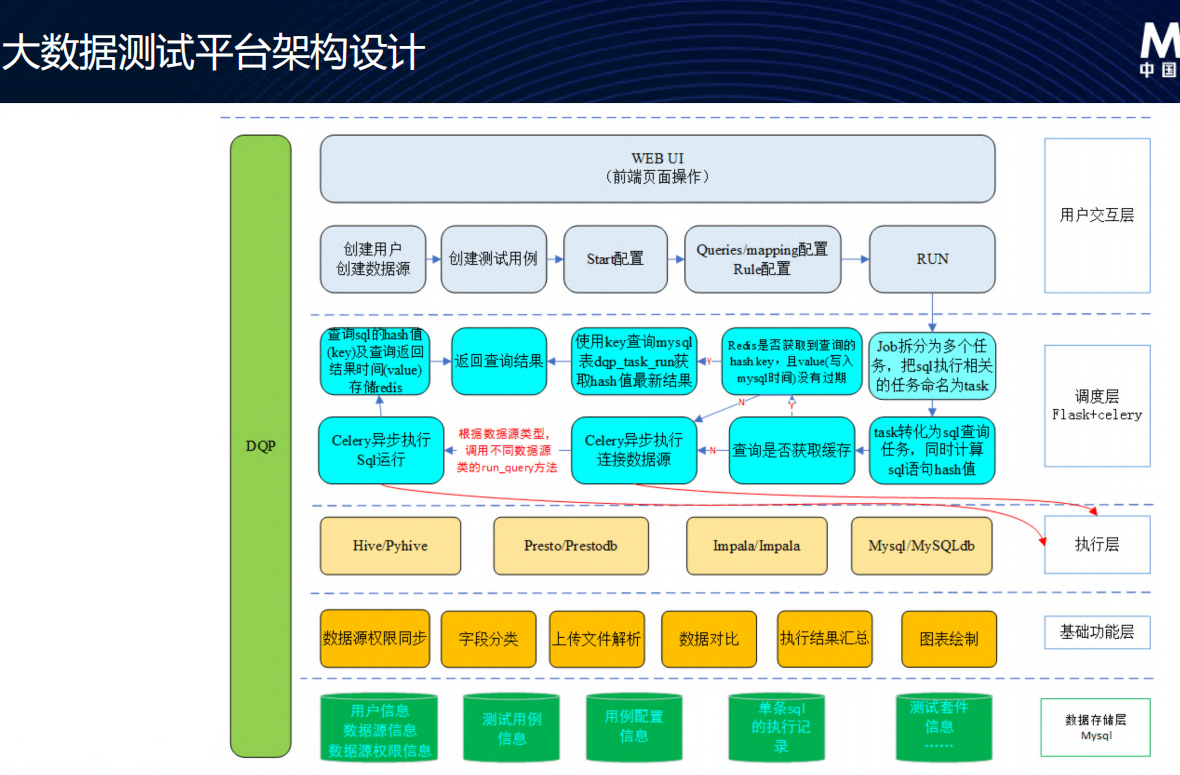 大数据测试平台架构设计
M
中国
DQP
WEB UI
（前端页面操作）
用户交互层
创建用户
创建数据源
创建测试用例
Start配置
Queries/mapping配置
Rule配置
RUN
查询sql的hash值
(key)及查询返回
结果时间(value)
存储redis
返回查询结果
使用key查询mysql
表dqp_task_run获
取hash值最新结果
Y
Redis是否获取到查询的
hash key，且value(写入
mysql时间)没有过期
Job拆分为多个任
务，把sql执行相关
的任务命名为task
调度层
Flask+celery
N
Y
Celery异步执行
Sql运行
根据数据源类型，
调用不同数据源
类的run_query方法
Celery异步执行
连接数据源
N
查询是否获取缓存
task转化为sql查询
任务，同时计算
sql语句hash值
Hive/Pyhive
Presto/Prestodb
Impala/Impala
Mysql/MySQLdb
执行层
数据源权限同步
字段分类
上传文件解析
数据对比
执行结果汇总
图表绘制
基础功能层
用户信息
数据源信息
数据源权限信息
测试用例
信息
用例配置
信息
单条sql
的执行记
录
测试套件
信息
……
数据存储层
Mysql